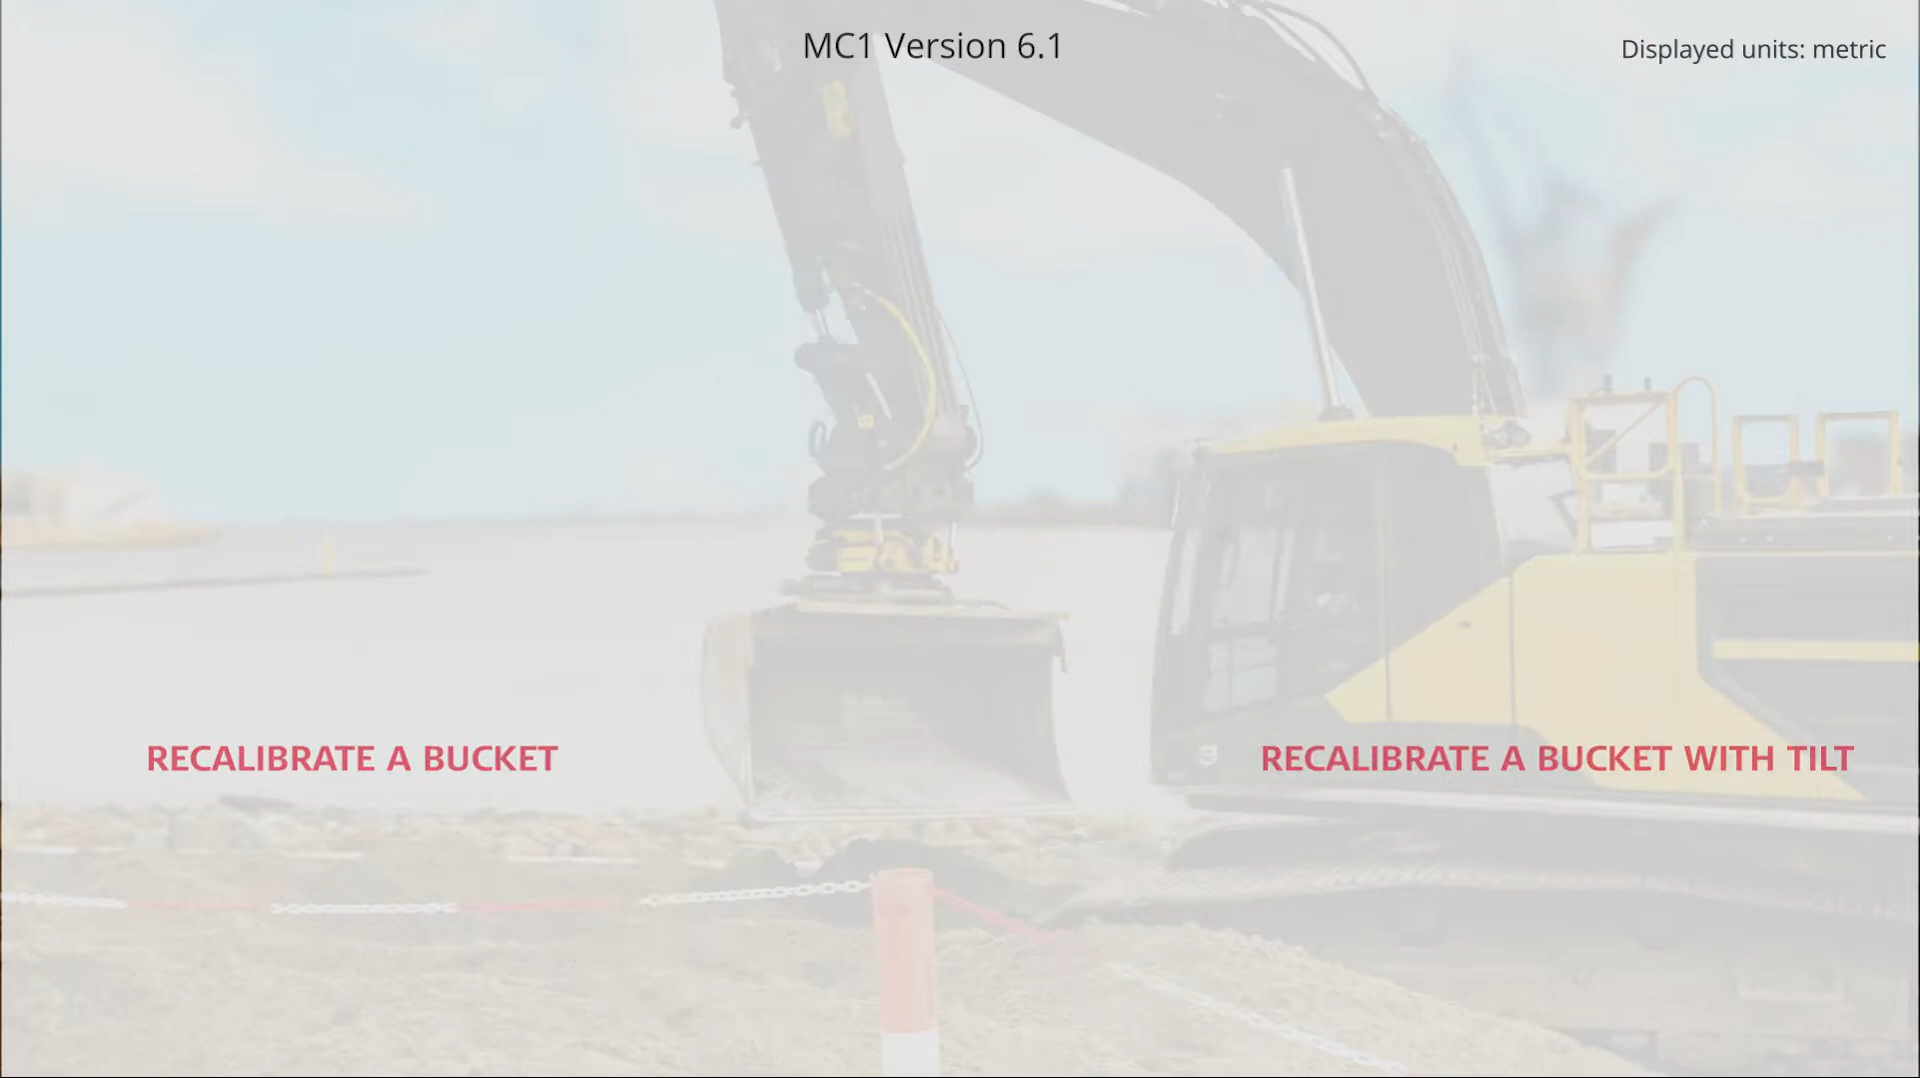 MC1 Version 6.1
Displayed units: metric
RECALIBRATE A BUCKET
RECALIBRATE A BUCKET WITH TILT